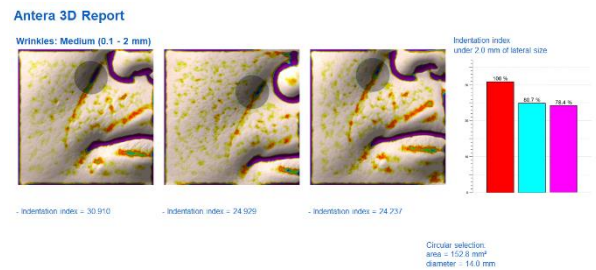 Antera 3D Report
Wrinkles: Medium (0.1 - 2 mm)
Indentation index
under 2.0 mm of lateral size
100 %
80.7 %
78.4 %
- Indentation index = 30.910
- Indentation index = 24.929
- Indentation index = 24.237
Circular selection:
area = 152.8 mm²
diameter = 14.0 mm